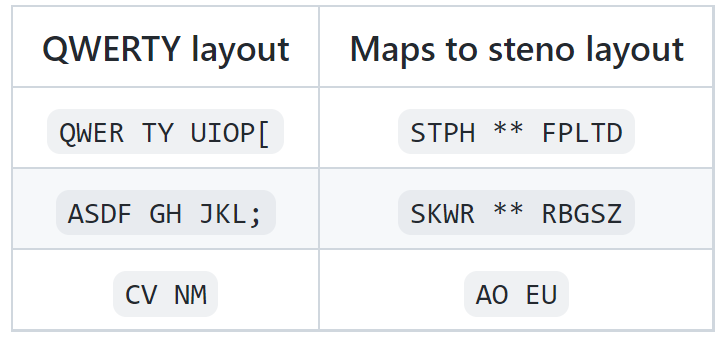 QWERTY layout Maps to steno layout
QWER TY UIOP[ STPH ** FPLTD
ASDF GH JKL; SKWR ** RBGSZ
CV NM AO EU